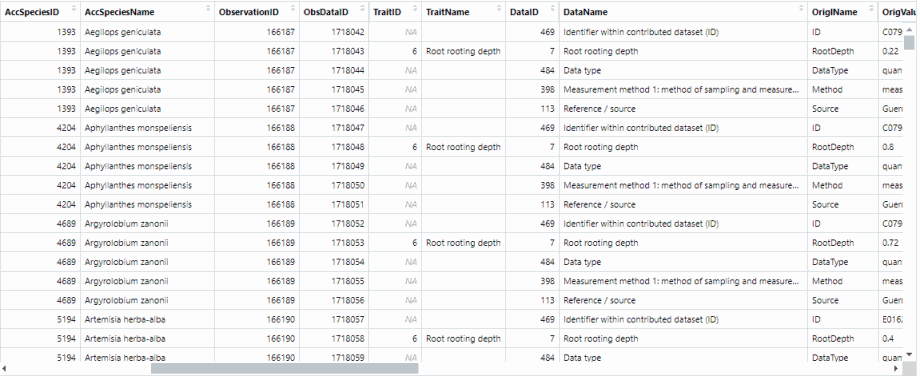 AccSpeciesID AccSpeciesName ObservationID ObsDataID TraitID TraitName DataID DataName OriglName OrigValu
1393 Aegilops geniculata 166187 1718042 NA 469 Identifier within contributed dataset (ID) ID C079
1393 Aegilops geniculata 166187 1718043 6 Root rooting depth 7 Root rooting depth RootDepth 0.22
1393 Aegilops geniculata 166187 1718044 NA 484 Data type DataType quan
1393 Aegilops geniculata 166187 1718045 NA 398 Measurement method 1: method of sampling and measure... Method meas
1393 Aegilops geniculata 166187 1718046 NA 113 Reference / source Source Guer
4204 Aphyllanthes monspeliensis 166188 1718047 NA 469 Identifier within contributed dataset (ID) ID C079
4204 Aphyllanthes monspeliensis 166188 1718048 6 Root rooting depth 7 Root rooting depth RootDepth 0.8
4204 Aphyllanthes monspeliensis 166188 1718049 NA 484 Data type DataType quan
4204 Aphyllanthes monspeliensis 166188 1718050 NA 398 Measurement method 1: method of sampling and measure... Method meas
4204 Aphyllanthes monspeliensis 166188 1718051 NA 113 Reference / source Source Guer
4689 Argyrolobium zanonii 166189 1718052 NA 469 Identifier within contributed dataset (ID) ID C079
4689 Argyrolobium zanonii 166189 1718053 6 Root rooting depth 7 Root rooting depth RootDepth 0.72
4689 Argyrolobium zanonii 166189 1718054 NA 484 Data type DataType quan
4689 Argyrolobium zanonii 166189 1718055 NA 398 Measurement method 1: method of sampling and measure... Method meas
4689 Argyrolobium zanonii 166189 1718056 NA 113 Reference / source Source Guer
5194 Artemisia herba-alba 166190 1718057 NA 469 Identifier within contributed dataset (ID) ID E016
5194 Artemisia herba-alba 166190 1718058 6 Root rooting depth 7 Root rooting depth RootDepth 0.4
5194 Artemisia herba-alba 166190 1718059 NA 484 Data type DataType quan